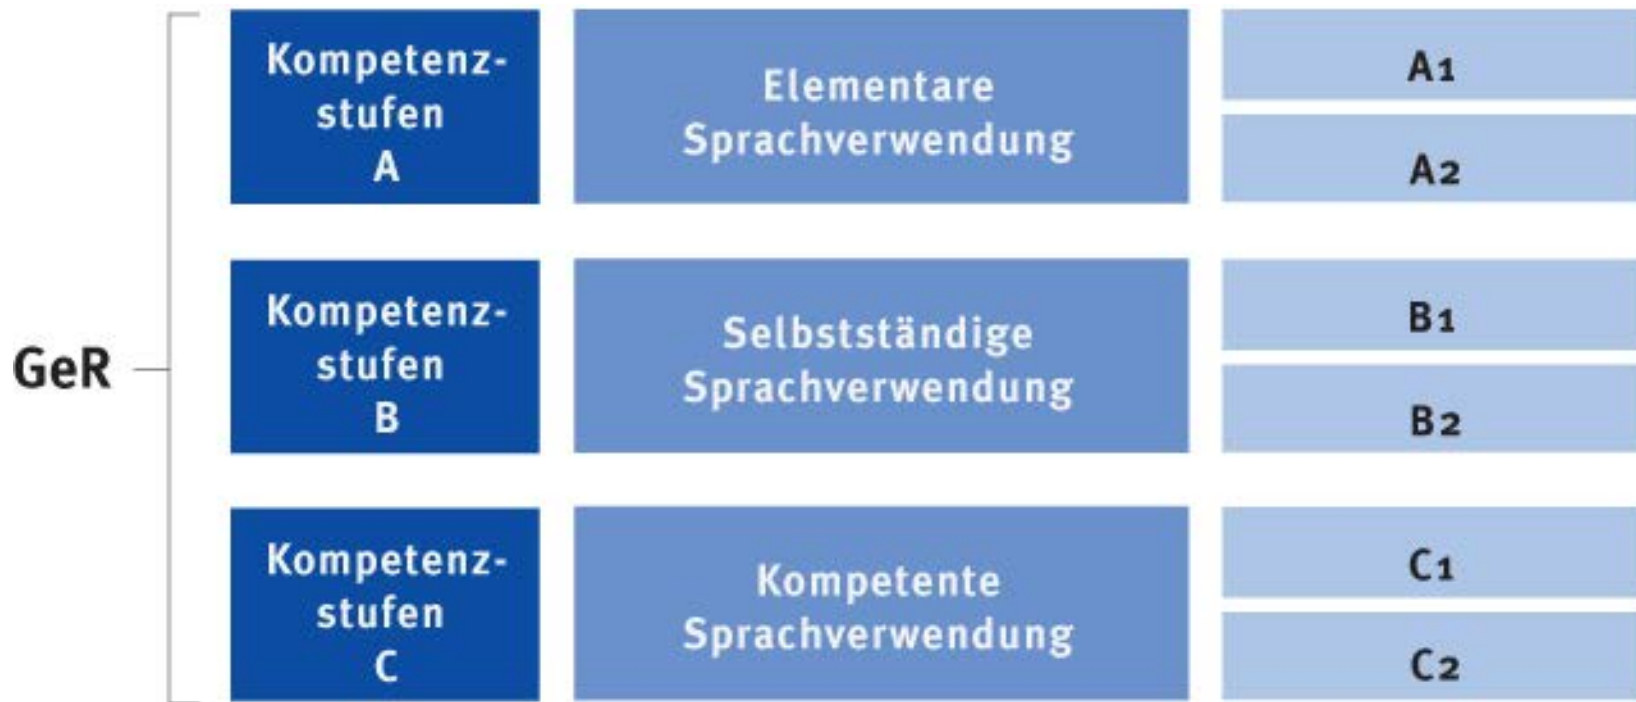 GeR
Kompetenz-
stufen
A
Elementare
Sprachverwendung
A1
A2
Kompetenz-
stufen
B
Selbstständige
Sprachverwendung
B1
B2
Kompetenz-
stufen
C
Kompetente
Sprachverwendung
C1
C2